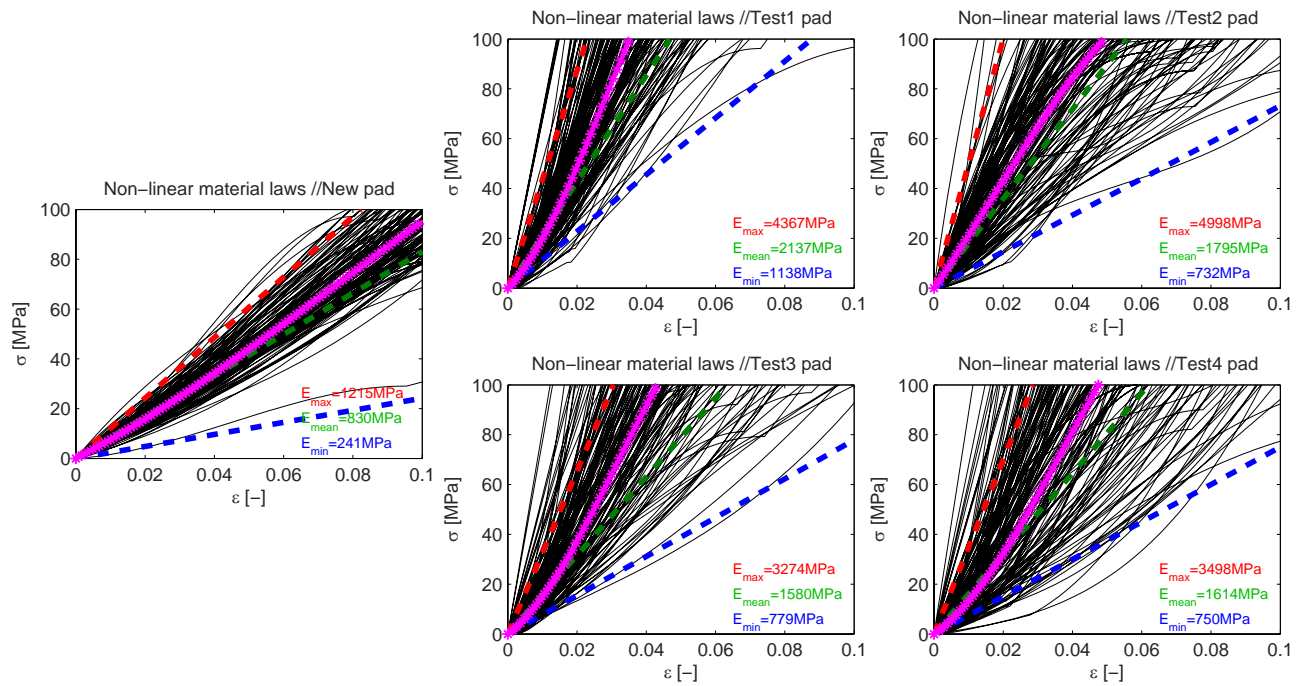 Non−linear material laws //New pad
100
80
60
40
20
0
0
0.02
0.04
0.06
0.08
0.1
σ [MPa]
ε [−]
E_max=1215MPa
E_mean=830MPa
E_min=241MPa
Non−linear material laws //Test1 pad
100
80
60
40
20
0
0
0.02
0.04
0.06
0.08
0.1
σ [MPa]
ε [−]
E_max=4367MPa
E_mean=2137MPa
E_min=1138MPa
Non−linear material laws //Test2 pad
100
80
60
40
20
0
0
0.02
0.04
0.06
0.08
0.1
σ [MPa]
ε [−]
E_max=4998MPa
E_mean=1795MPa
E_min=732MPa
Non−linear material laws //Test3 pad
100
80
60
40
20
0
0
0.02
0.04
0.06
0.08
0.1
σ [MPa]
ε [−]
E_max=3274MPa
E_mean=1580MPa
E_min=779MPa
Non−linear material laws //Test4 pad
100
80
60
40
20
0
0
0.02
0.04
0.06
0.08
0.1
σ [MPa]
ε [−]
E_max=3498MPa
E_mean=1614MPa
E_min=750MPa